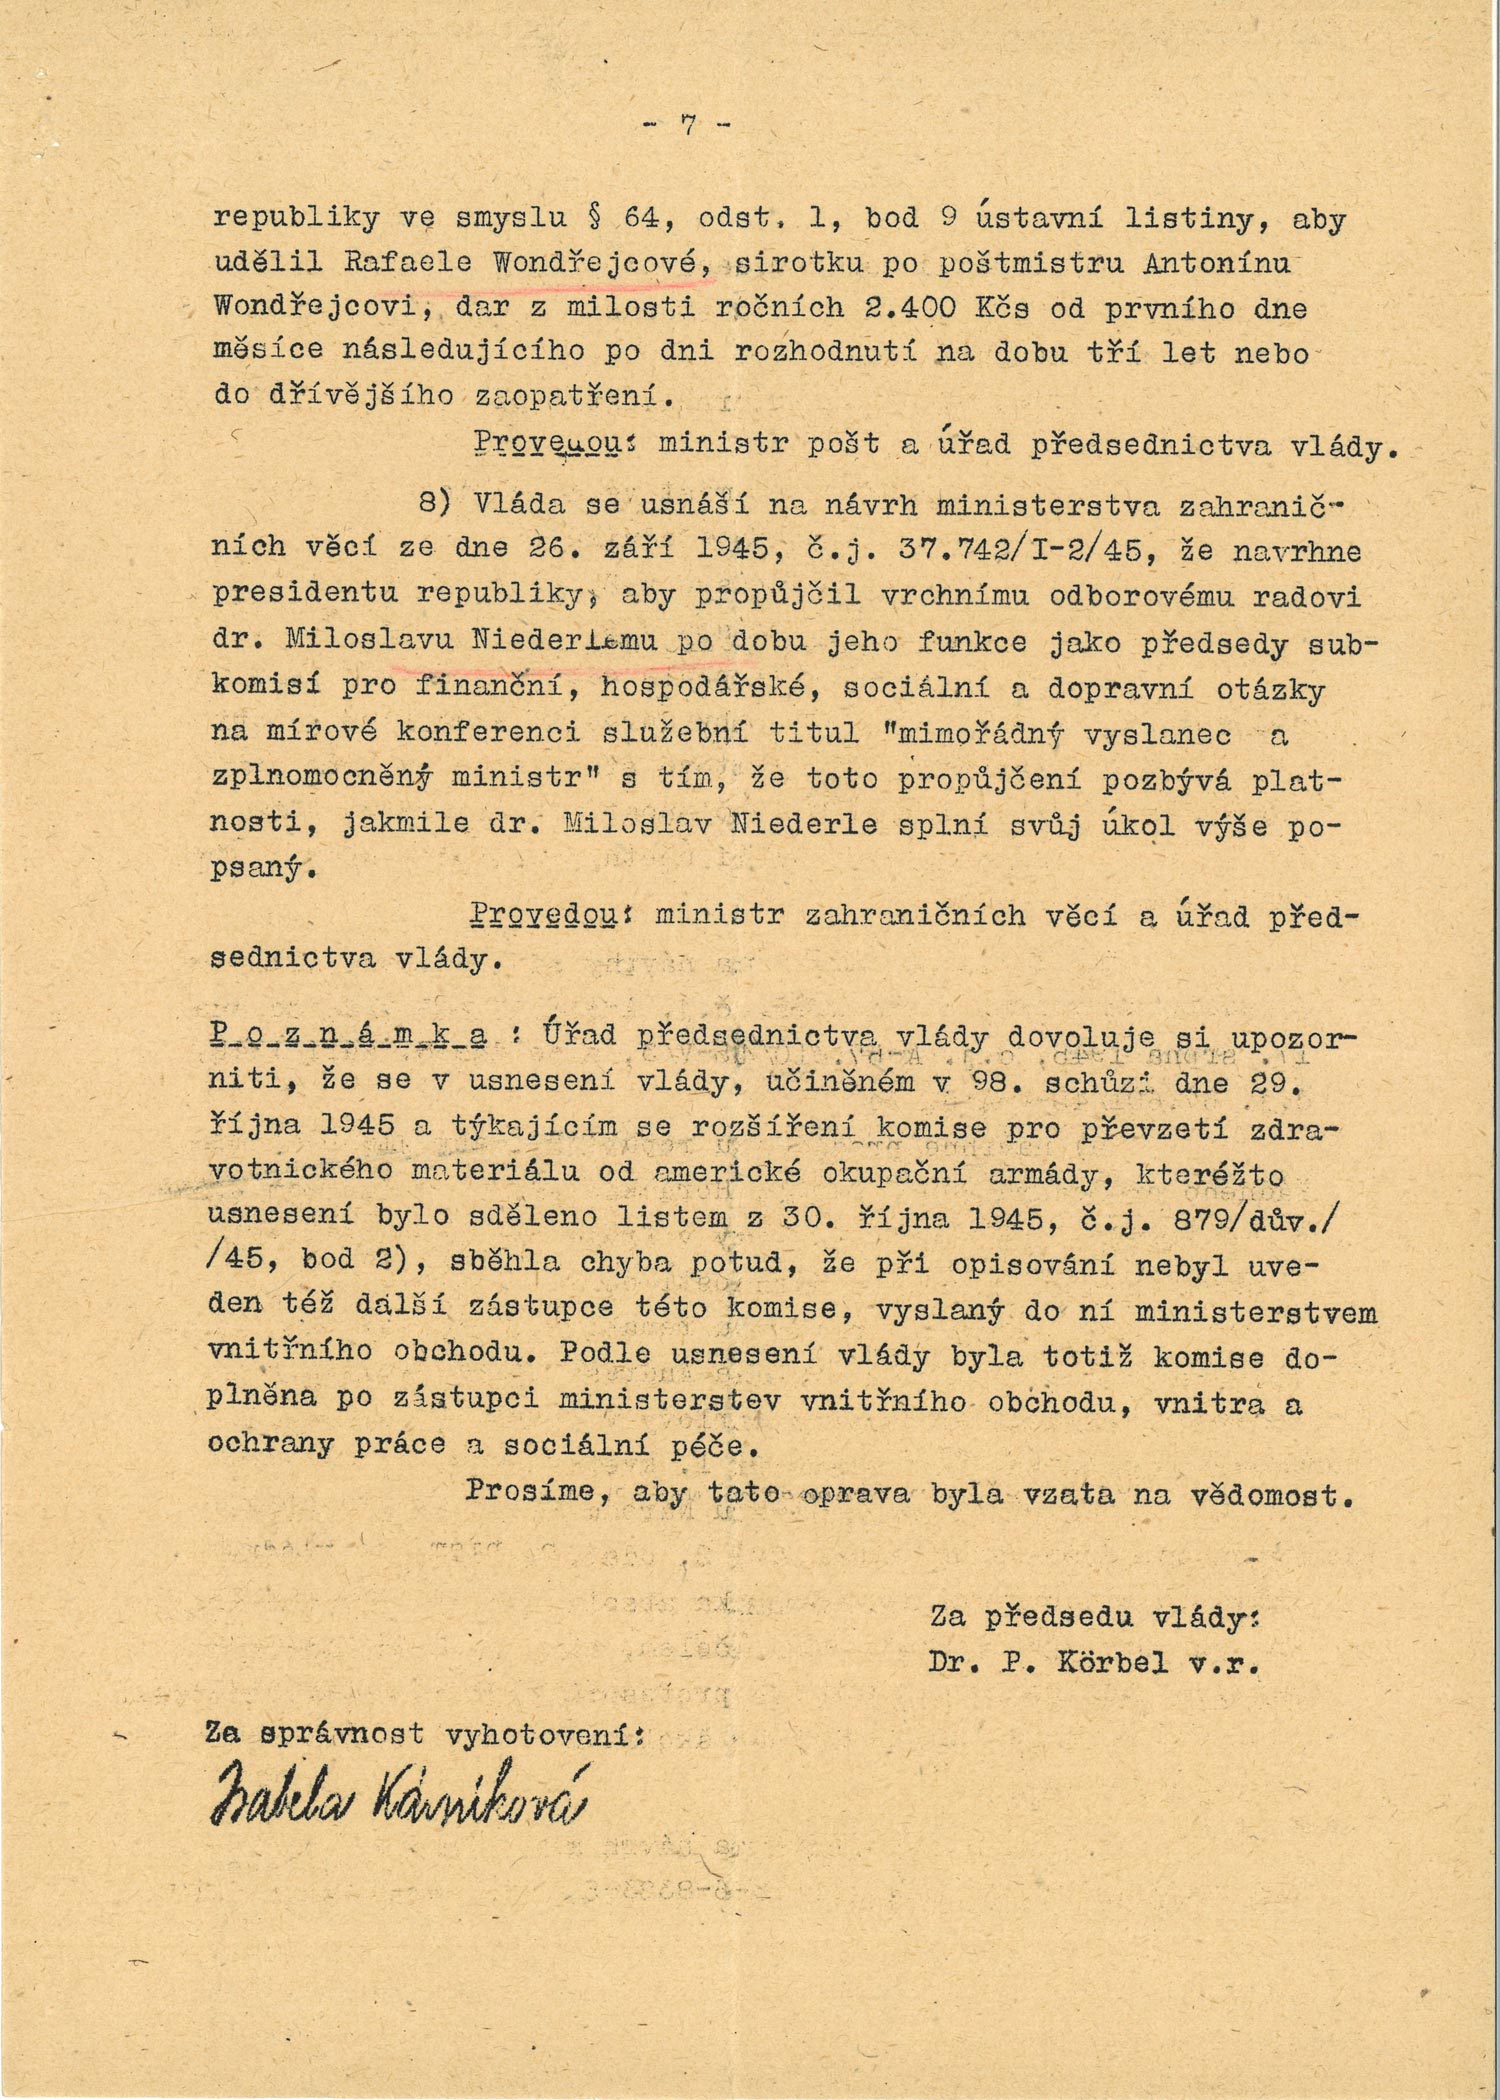 - 7 -
republiky ve smyslu § 64, odst. 1, bod 9 ústavní listiny, aby
udělil Rafaele Wondřejcové, sirotku po poštmistru Antonínu
Wondřejcovi, dar z milosti ročních 2.400 Kčs od prvního dne
měsíce následujícího po dni rozhodnutí na dobu tří let nebo
do dřívějšího zaopatření.
Provedou: ministr pošt a úřad předsednictva vlády.
8) Vláda se usnáší na návrh ministerstva zahranič-
ních věcí ze dne 26. září 1945, č.j. 37.742/I-2/45, že navrhne
presidentu republiky, aby propůjčil vrchnímu odborovému radovi
dr. Miloslavu Niederlemu po dobu jeho funkce jako předsedy sub-
komisí pro finanční, hospodářské, sociální a dopravní otázky
na mírové konferenci služební titul "mimořádný vyslanec a
zplnomocněný ministr" s tím, že toto propůjčení pozbývá plat-
nosti, jakmile dr. Miloslav Niederle splní svůj úkol výše po-
psaný.
Provedou: ministr zahraničních věcí a úřad před-
sednictva vlády.
P_o_z_n_á_m_k_a : Úřad předsednictva vlády dovoluje si upozor-
niti, že se v usnesení vlády, učiněném v 98. schůzi dne 29.
října 1945 a týkajícím se rozšíření komise pro převzetí zdra-
votnického materiálu od americké okupační armády, kteréžto
usnesení bylo sděleno listem z 30. října 1945, č.j. 879/dův./
/45, bod 2), sběhla chyba potud, že při opisování nebyl uve-
den též další zástupce této komise, vyslaný do ní ministerstvem
vnitřního obchodu. Podle usnesení vlády byla totiž komise do-
plněna po zástupci ministerstev vnitřního obchodu, vnitra a
ochrany práce a sociální péče.
Prosíme, aby tato oprava byla vzata na vědomost.
Za předsedu vlády:
Dr. P. Körbel v.r.
Za správnost vyhotovení:
Isabela Kárníková